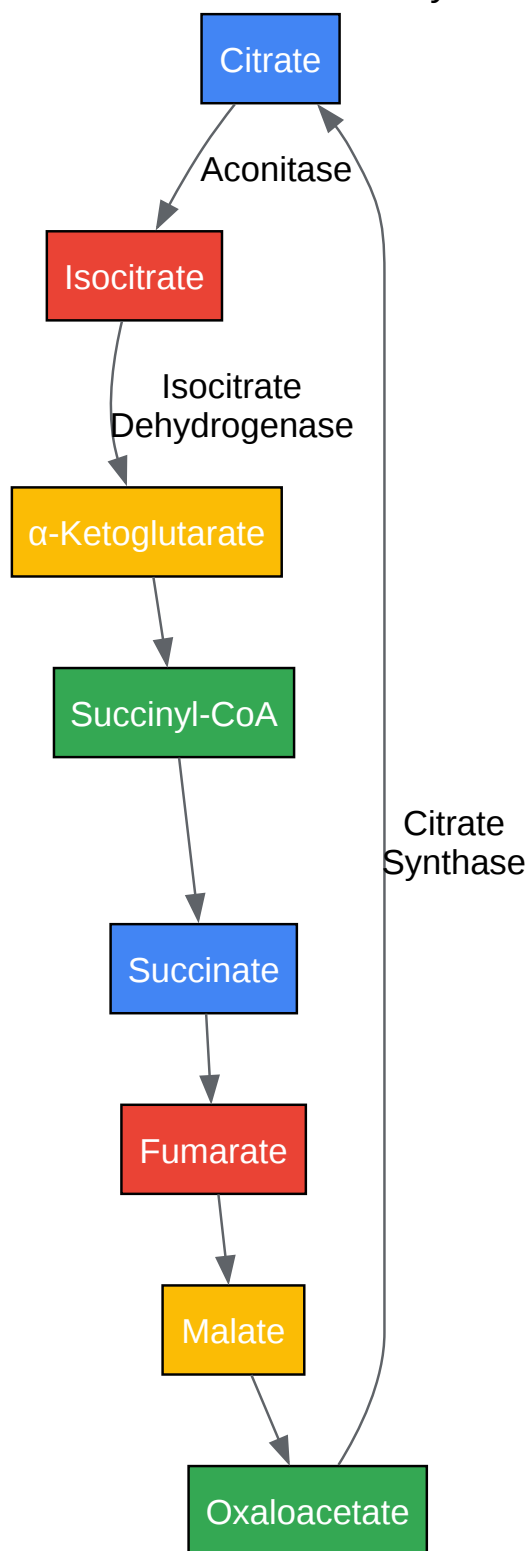 Citrate
Aconitase
Isocitrate
Isocitrate
Dehydrogenase
α-Ketoglutarate
Succinyl-CoA
Citrate
Synthase
Succinate
Fumarate
Malate
Oxaloacetate